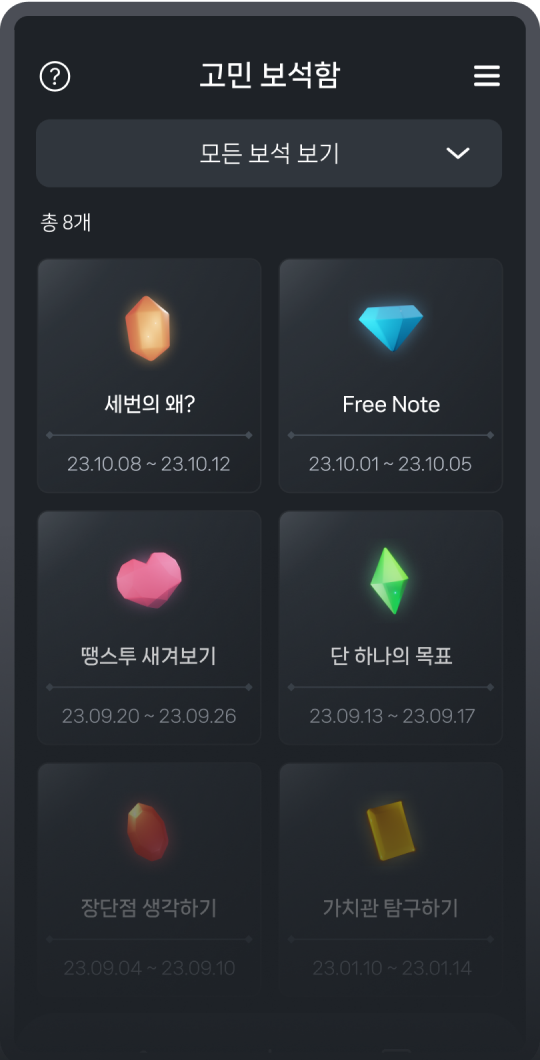 고민 보석함
모든 보석 보기
총 8개
세번의 왜?
Free Note
23.10.08 ~ 23.10.12
23.10.01 ~ 23.10.05
땡스투 새겨보기
단 하나의 목표
23.09.20 ~ 23.09.26
23.09.13 ~ 23.09.17
장단점 생각하기
가치관 탐구하기
23.09.04 ~ 23.09.10
23.01.10 ~ 23.01.14